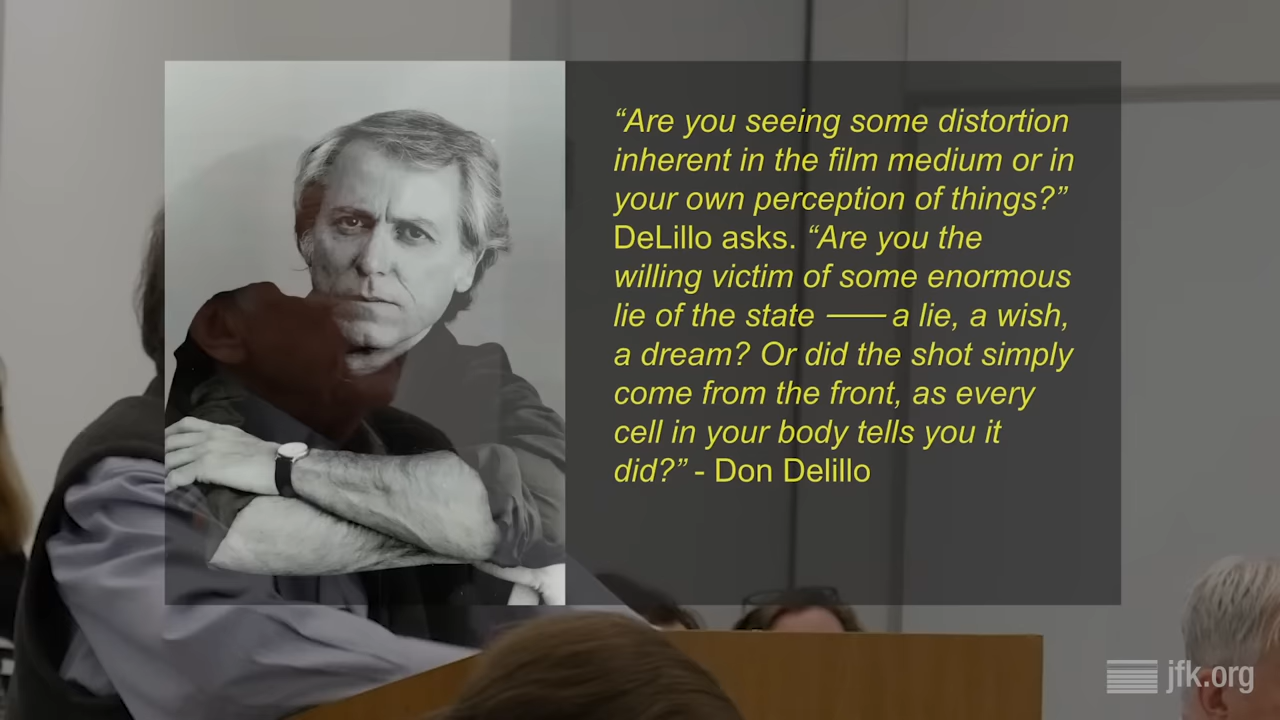 “Are you seeing some distortion
inherent in the film medium or in
your own perception of things?”
DeLillo asks. “Are you the
willing victim of some enormous
lie of the state —— a lie, a wish,
a dream? Or did the shot simply
come from the front, as every
cell in your body tells you it
did?” - Don Delillo
jfk.org